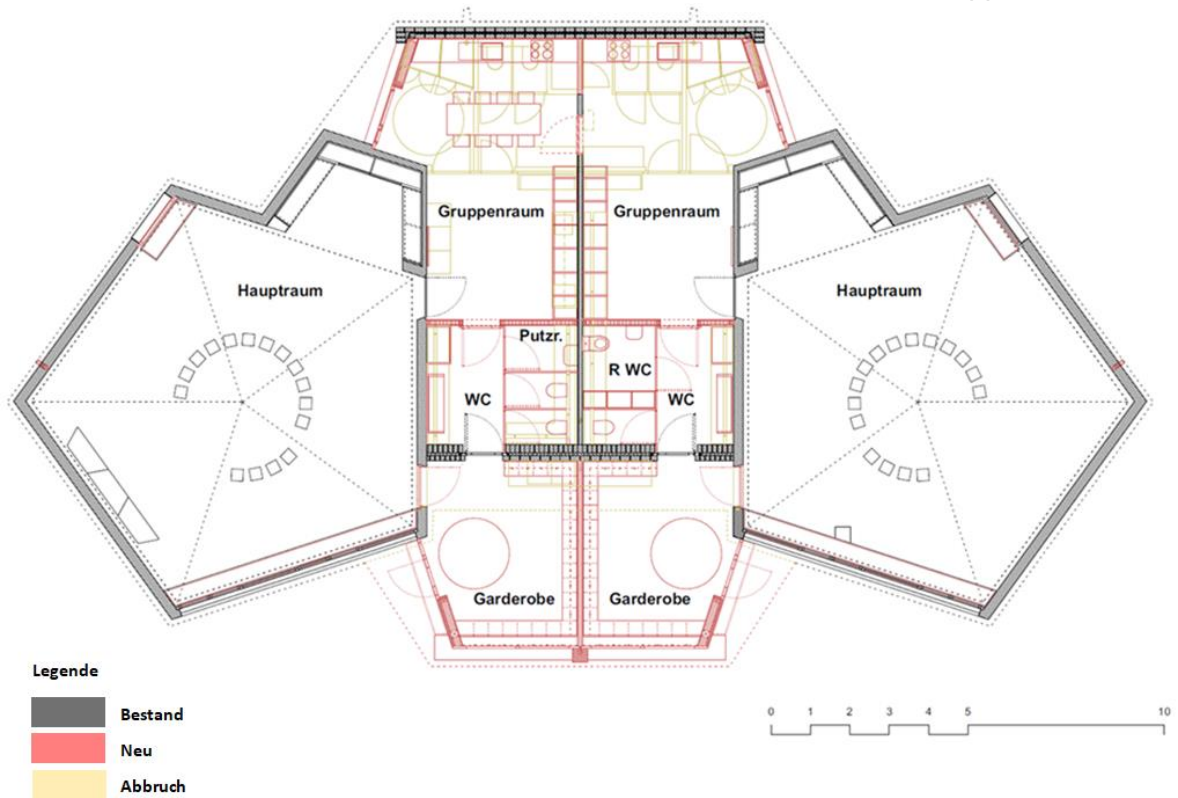 Gruppenraum Gruppenraum
Hauptraum Hauptraum
Putzr.
R WC
WC WC
Garderobe Garderobe
Legende
Bestand
Neu
Abbruch
0 1 2 3 4 5 10